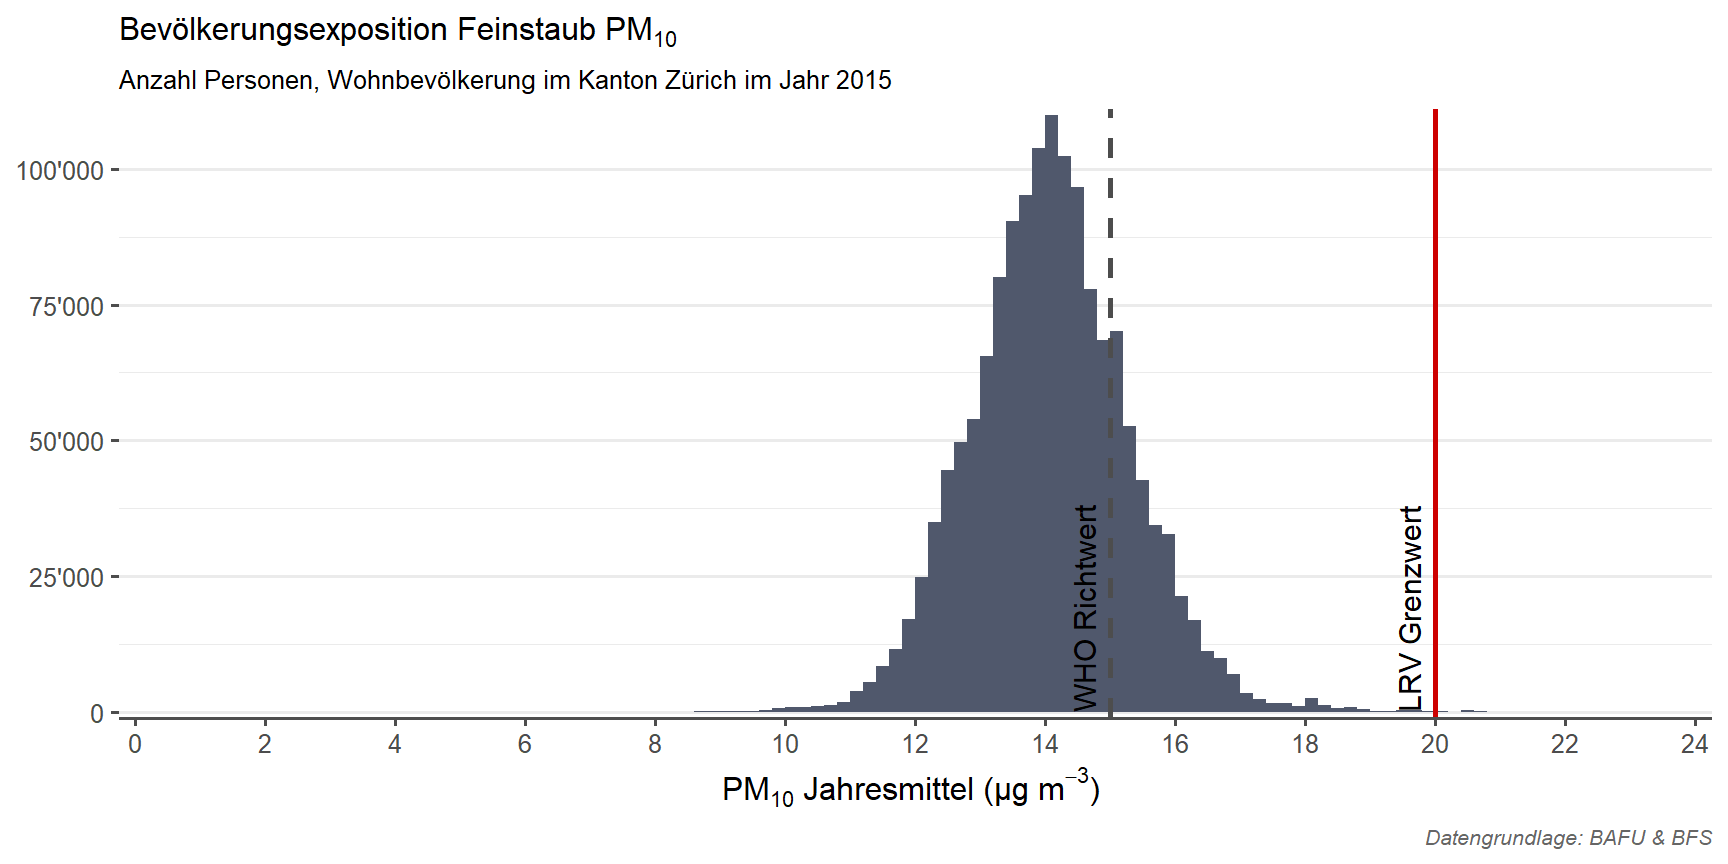 Bevölkerungsexposition Feinstaub PM₁₀
Anzahl Personen, Wohnbevölkerung im Kanton Zürich im Jahr 2015
100'000
75'000
50'000
25'000
0
WHO Richtwert
LRV Grenzwert
0 2 4 6 8 10 12 14 16 18 20 22 24
PM₁₀ Jahresmittel (µg m⁻³)
Datengrundlage: BAFU & BFS